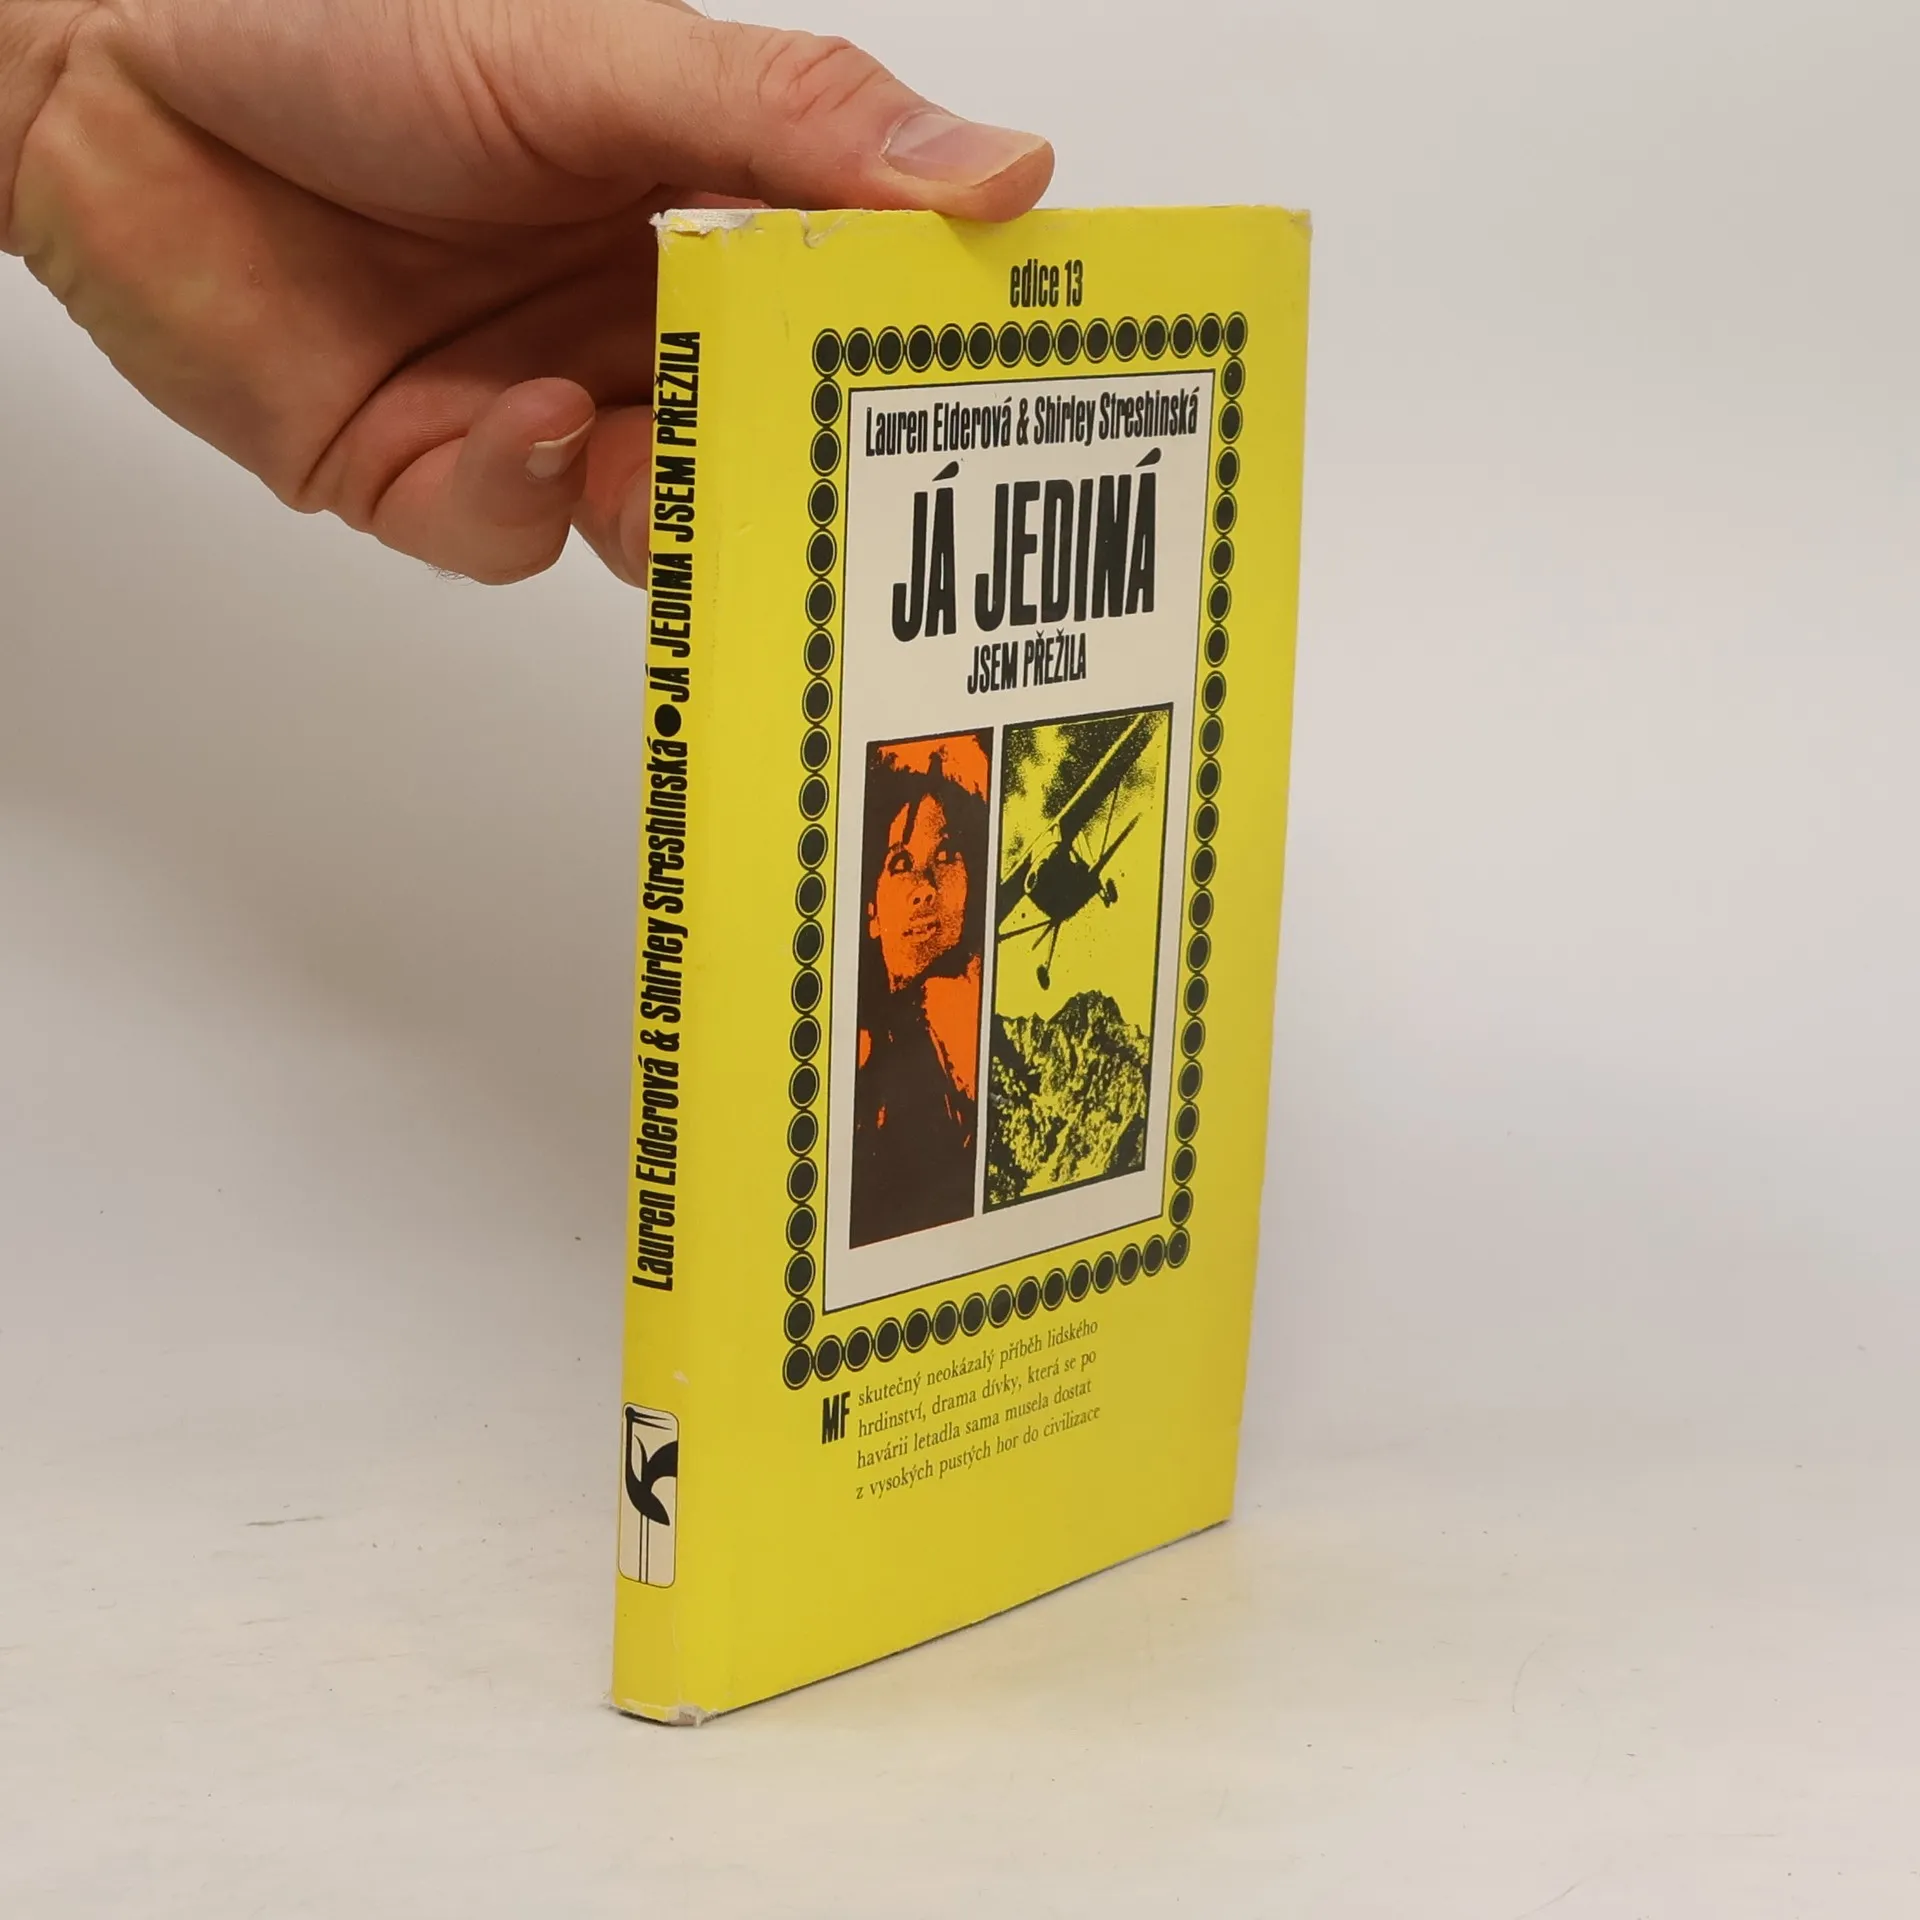 edice 13
Lauren Elderová & Shirley Streshinská
JÁ JEDINÁ
JSEM PŘEŽILA
MF
skutečný neokázalý příběh lidského
hrdinství, drama dívky, která se po
havárii letadla sama musela dostat
z vysokých pustých hor do civilizace
Lauren Elderová & Shirley Streshinská●JÁ JEDINÁ JSEM PŘEŽILA